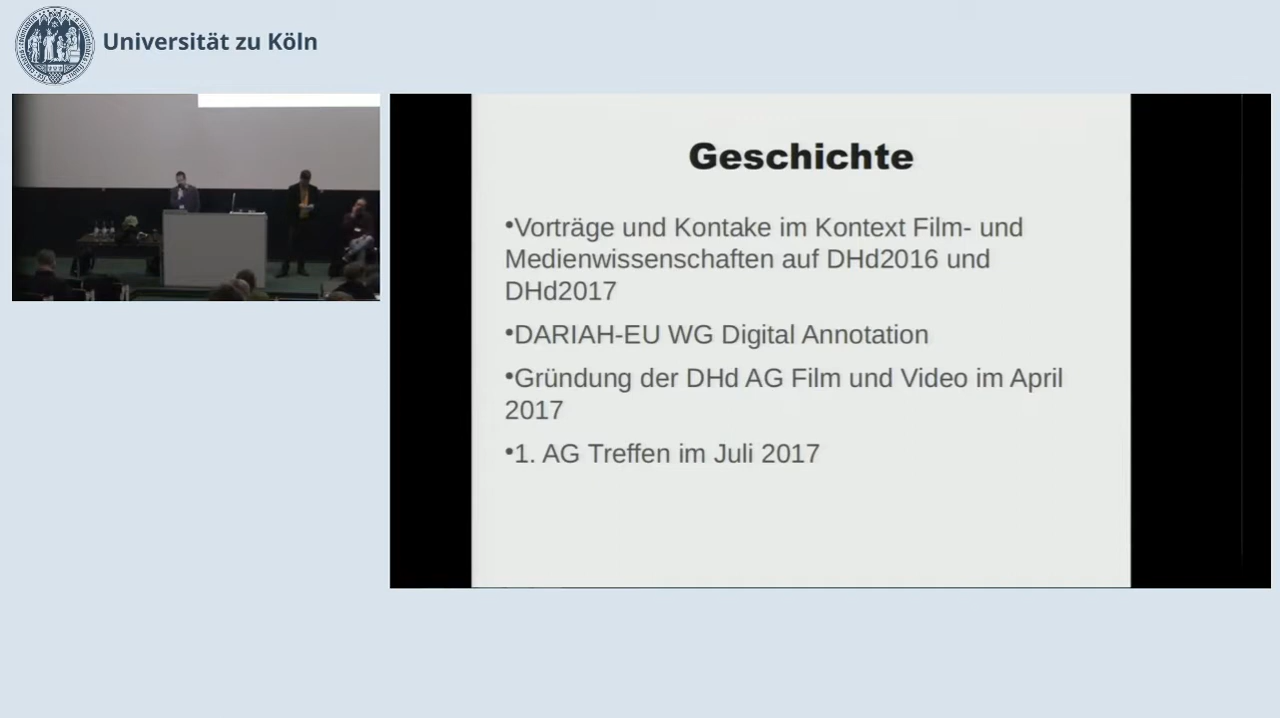 Universität zu Köln
Geschichte
•Vorträge und Kontake im Kontext Film- und
Medienwissenschaften auf DHd2016 und
DHd2017
•DARIAH-EU WG Digital Annotation
•Gründung der DHd AG Film und Video im April
2017
•1. AG Treffen im Juli 2017